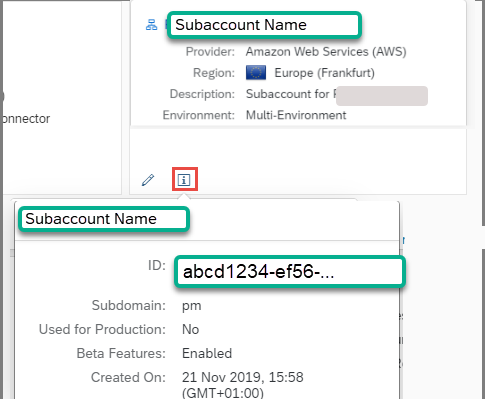 Subaccount Name
Provider: Amazon Web Services (AWS)
Region: Europe (Frankfurt)
Description: Subaccount for
onnector
Environment: Multi-Environment
Subaccount Name
ID: abcd1234-ef56-...
Subdomain: pm
Used for Production: No
Beta Features: Enabled
Created On: 21 Nov 2019, 15:58
(GMT+01:00)